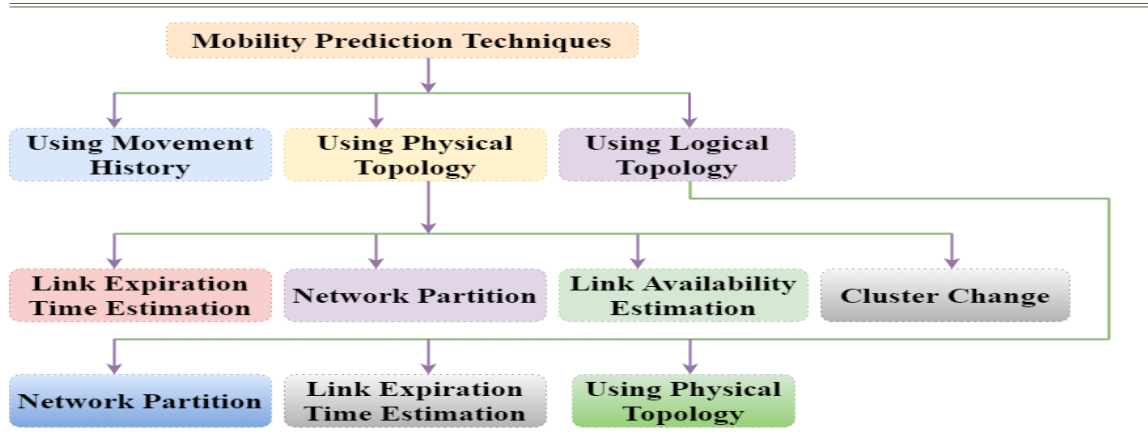 Mobility Prediction Techniques
Using Movement
History
Using Physical
Topology
Using Logical
Topology
Link Expiration
Time Estimation
Network Partition
Link Availability
Estimation
Cluster Change
Network Partition
Link Expiration
Time Estimation
Using Physical
Topology